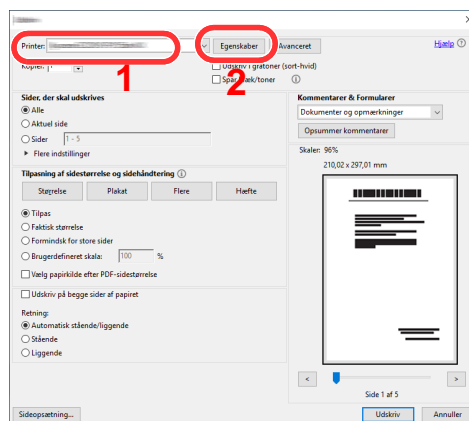 Printer:
Egenskaber
Avanceret
Hjælp
1
2
Kopier: 1
Udskriv i gråtoner (sort-hvid)
Spar blæk/toner
Sider, der skal udskrives
Alle
Aktuel side
Sider 1 - 5
Flere indstillinger
Kommentarer & Formularer
Dokumenter og opmærkninger
Opsummer kommentarer
Skaler: 96%
210,02 x 297,01 mm
Tilpasning af sidestørrelse og sidehåndtering
Størrelse Plakat Flere Hæfte
Tilpas
Faktisk størrelse
Formindsk for store sider
Brugerdefineret skala: 100 %
Vælg papirkilde efter PDF-sidestørrelse
Udskriv på begge sider af papiret
Retning:
Automatisk stående/liggende
Stående
Liggende
< >
Side 1 af 5
Sideopsætning...
Udskriv Annuller